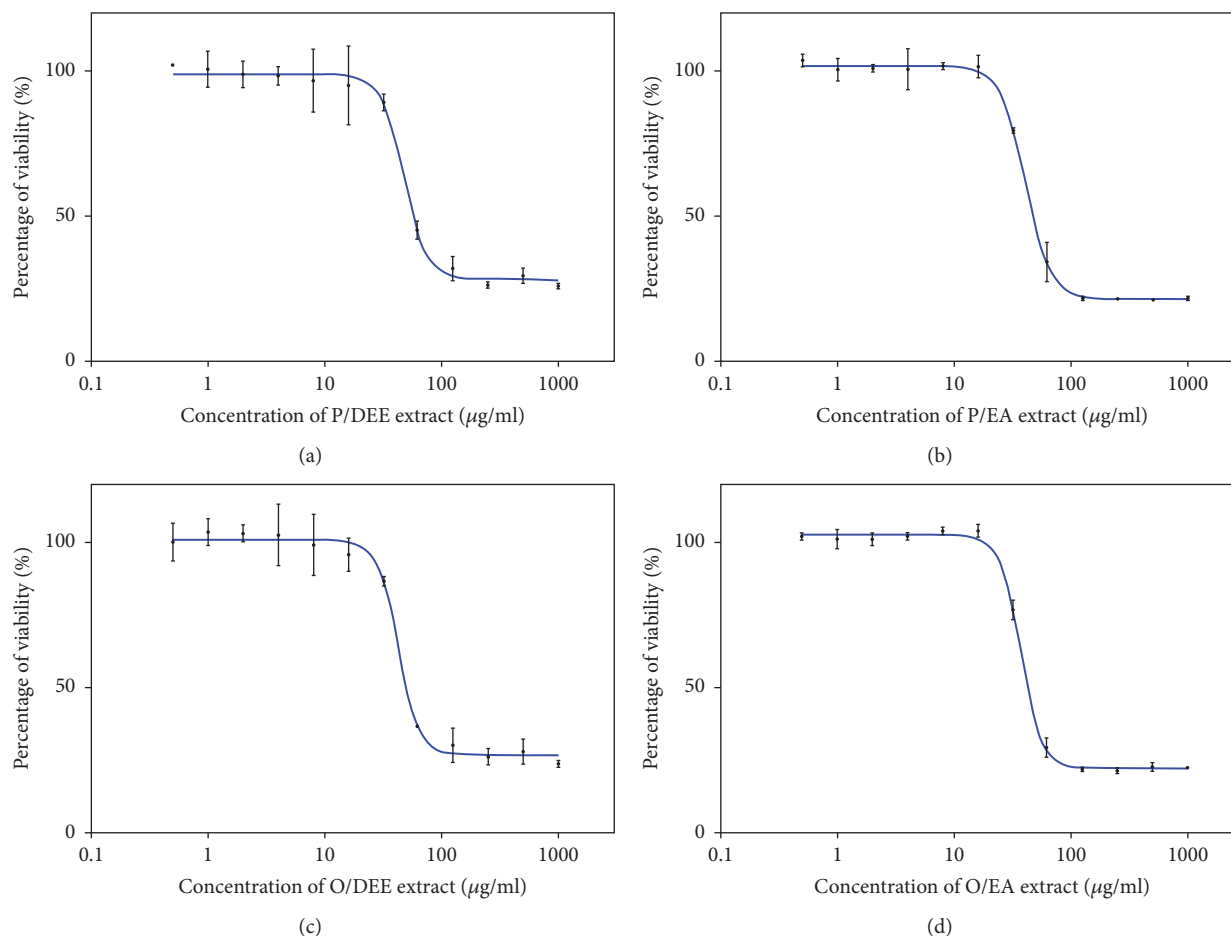 100
50
0
0.1 1 10 100 1000
Percentage of viability (%)
Concentration of P/DEE extract (μg/ml)
(a)
100
50
0
0.1 1 10 100 1000
Percentage of viability (%)
Concentration of P/EA extract (μg/ml)
(b)
100
50
0
0.1 1 10 100 1000
Percentage of viability (%)
Concentration of O/DEE extract (μg/ml)
(c)
100
50
0
0.1 1 10 100 1000
Percentage of viability (%)
Concentration of O/EA extract (μg/ml)
(d)